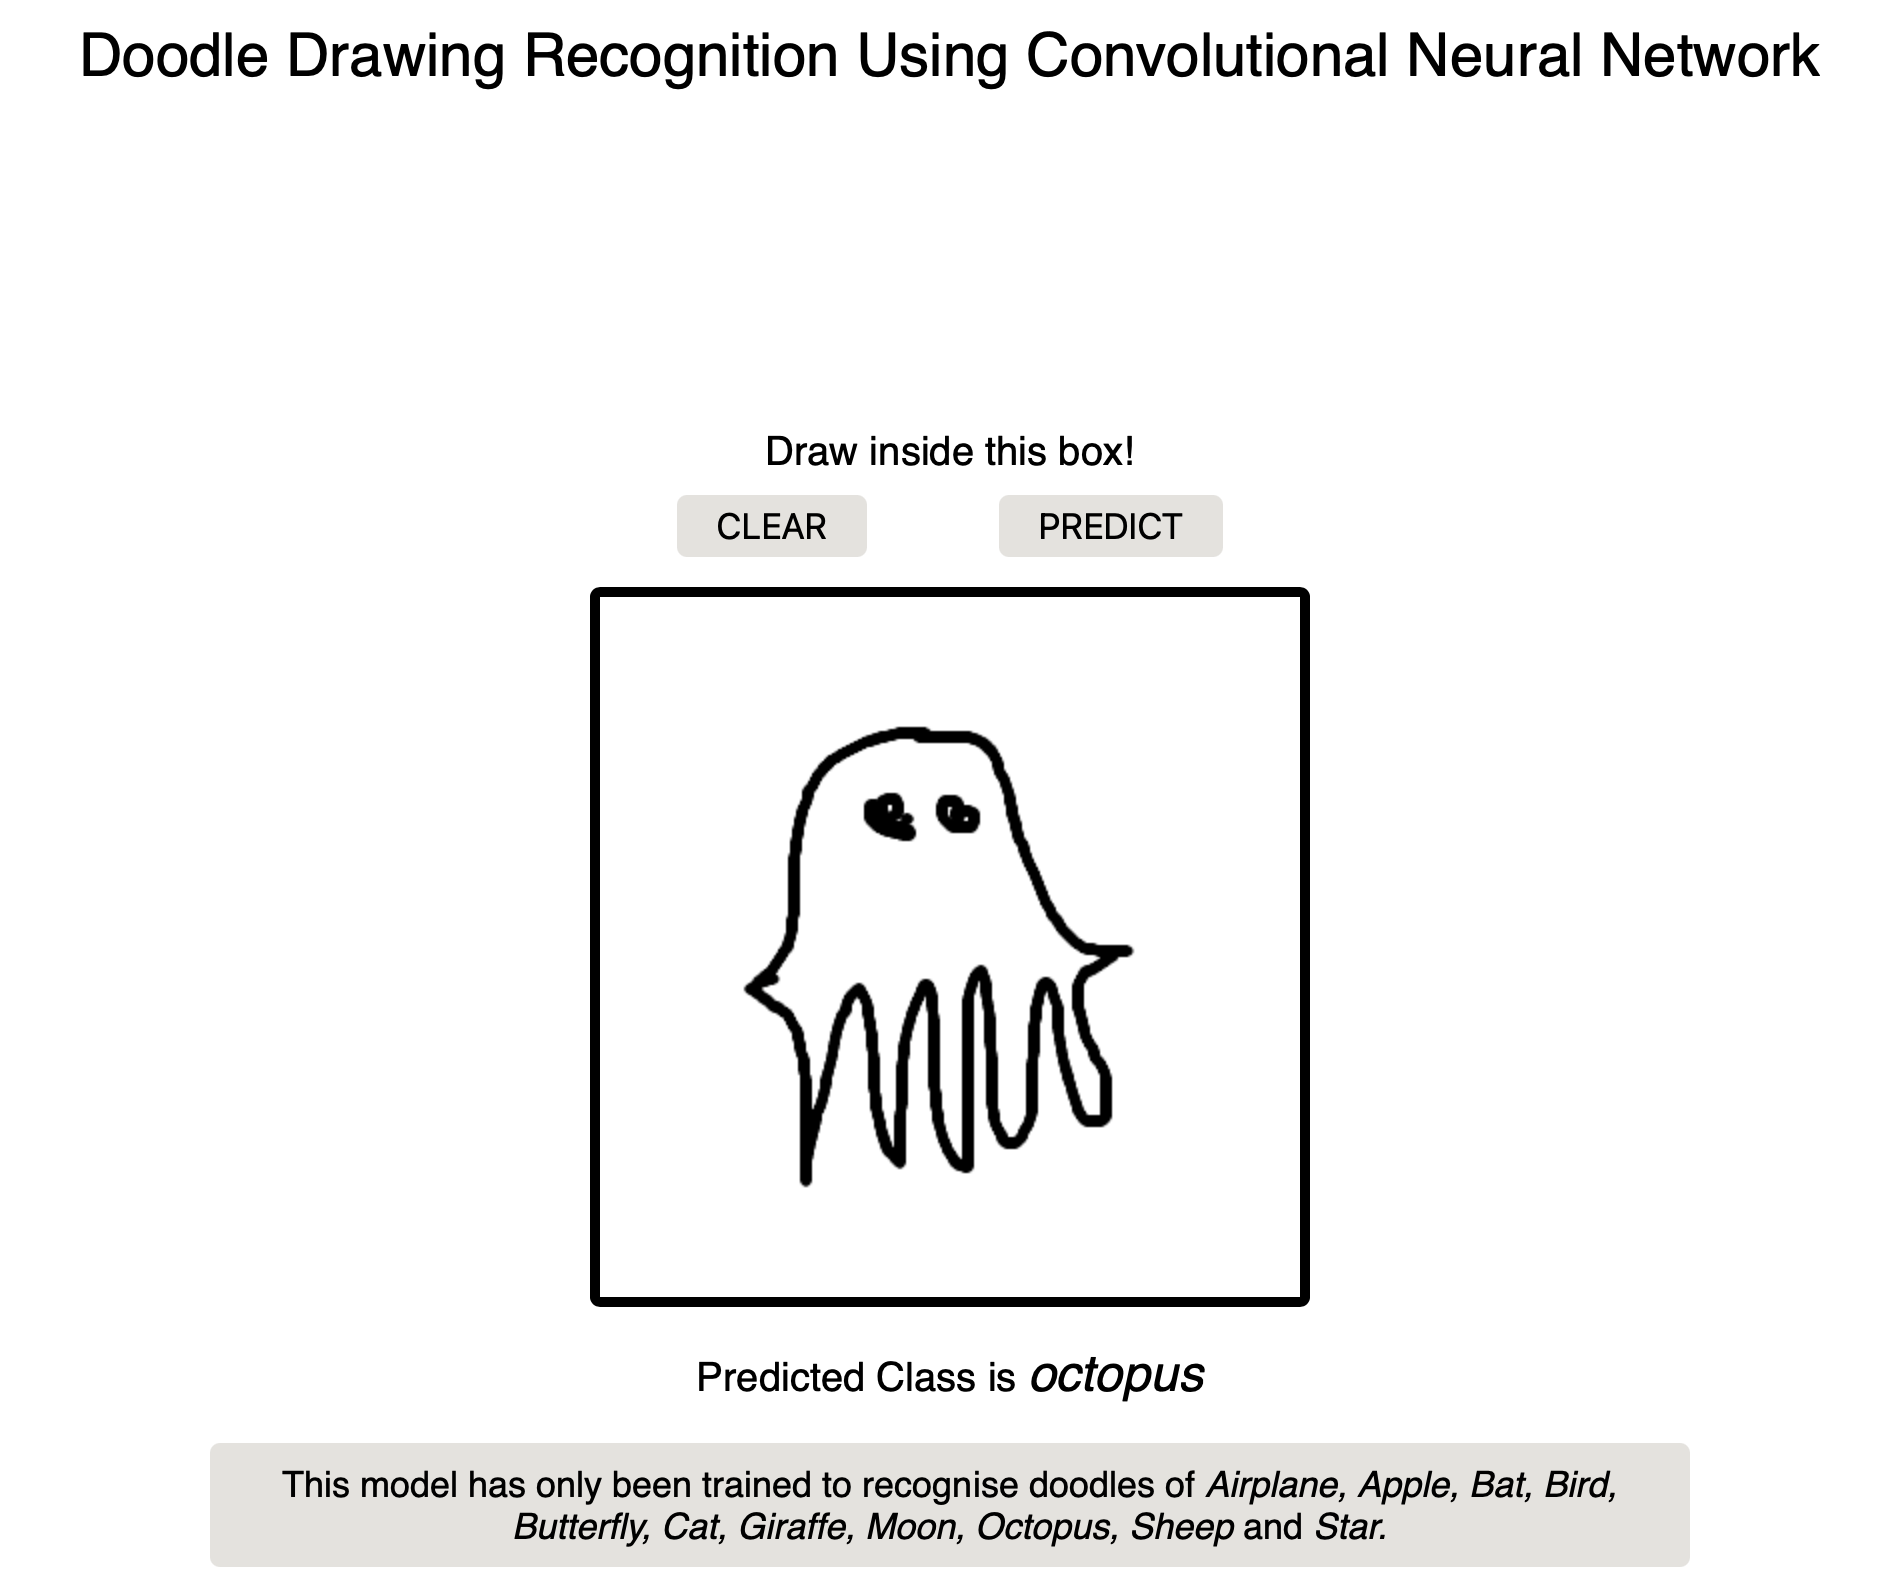 Doodle Drawing Recognition Using Convolutional Neural Network
Draw inside this box!
CLEAR
PREDICT
Predicted Class is octopus
This model has only been trained to recognise doodles of Airplane, Apple, Bat, Bird,
Butterfly, Cat, Giraffe, Moon, Octopus, Sheep and Star.